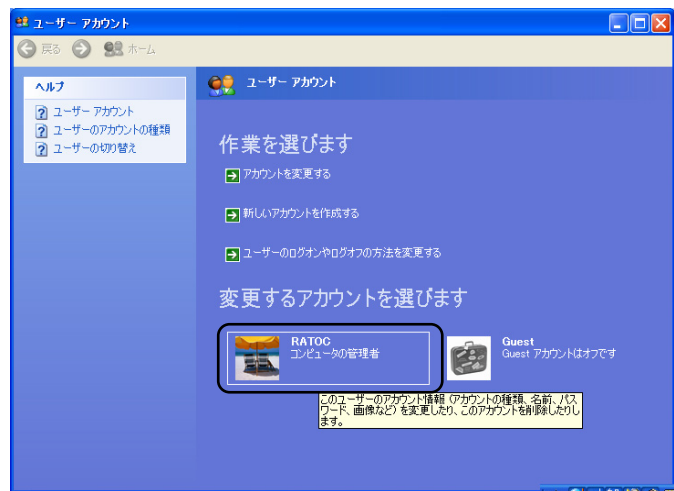 ユーザー アカウント
戻る
ホーム
ヘルプ
ユーザー アカウント
ユーザーのアカウントの種類
ユーザーの切り替え
ユーザー アカウント
作業を選びます
アカウントを変更する
新しいアカウントを作成する
ユーザーのログオンやログオフの方法を変更する
変更するアカウントを選びます
RATOC
コンピュータの管理者
Guest
Guest アカウントはオフです
このユーザーのアカウント情報 (アカウントの種類、名前、パス
ワード、画像など) を変更したり、このアカウントを削除したりし
ます。